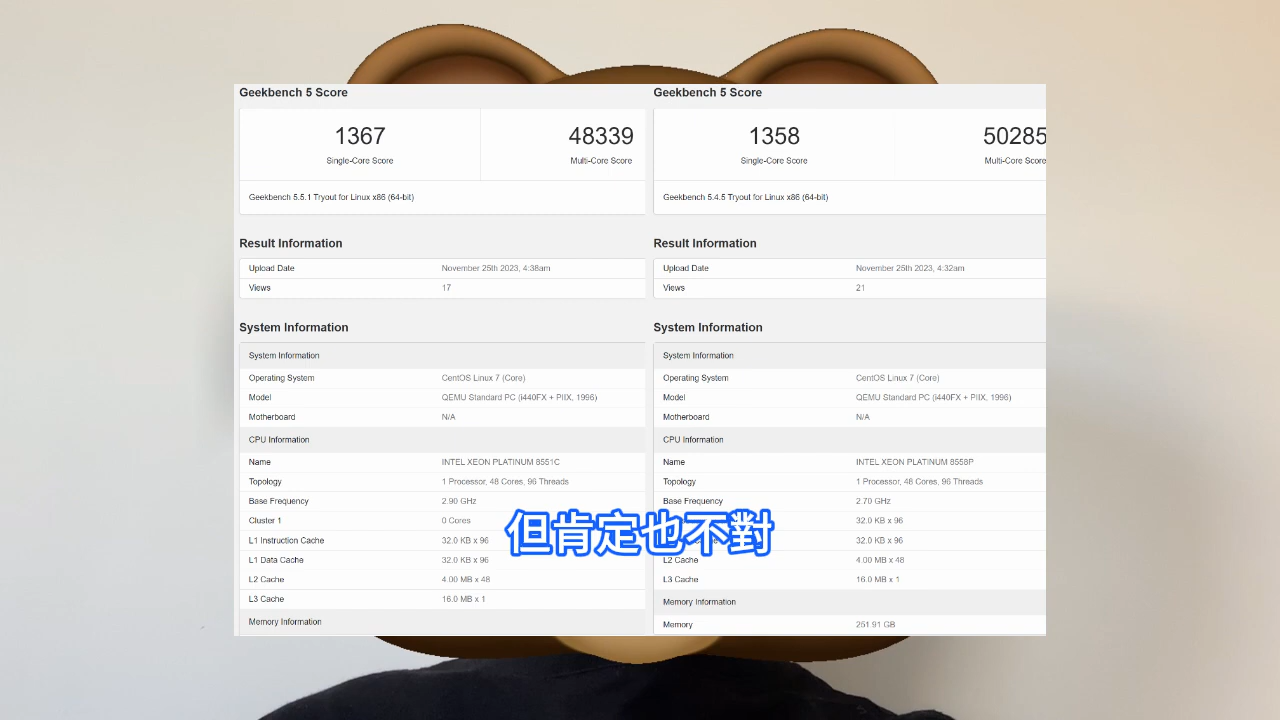 Geekbench 5 Score
1367
Single-Core Score
48339
Multi-Core Score
Geekbench 5.5.1 Tryout for Linux x86 (64-bit)
Result Information
Upload Date November 25th 2023, 4:38am
Views 17
System Information
System Information
Operating System CentOS Linux 7 (Core)
Model QEMU Standard PC (i440FX + PIIX, 1996)
Motherboard N/A
CPU Information
Name INTEL XEON PLATINUM 8551C
Topology 1 Processor, 48 Cores, 96 Threads
Base Frequency 2.90 GHz
Cluster 1 0 Cores
L1 Instruction Cache 32.0 KB x 96
L1 Data Cache 32.0 KB x 96
L2 Cache 4.00 MB x 48
L3 Cache 16.0 MB x 1
Memory Information
Geekbench 5 Score
1358
Single-Core Score
50285
Multi-Core Score
Geekbench 5.4.5 Tryout for Linux x86 (64-bit)
Result Information
Upload Date November 25th 2023, 4:32am
Views 21
System Information
System Information
Operating System CentOS Linux 7 (Core)
Model QEMU Standard PC (i440FX + PIIX, 1996)
Motherboard N/A
CPU Information
Name INTEL XEON PLATINUM 8558P
Topology 1 Processor, 48 Cores, 96 Threads
Base Frequency 2.70 GHz
32.0 KB x 96
32.0 KB x 96
L2 Cache 4.00 MB x 48
L3 Cache 16.0 MB x 1
Memory Information
Memory 251.91 GB
但肯定也不對